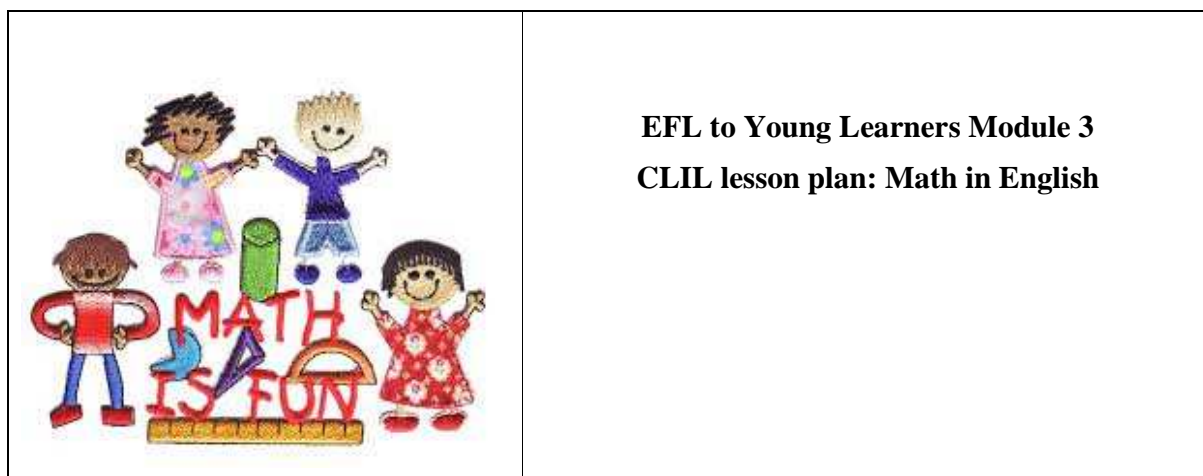 MATH
IS FUN
EFL to Young Learners Module 3
CLIL lesson plan: Math in English